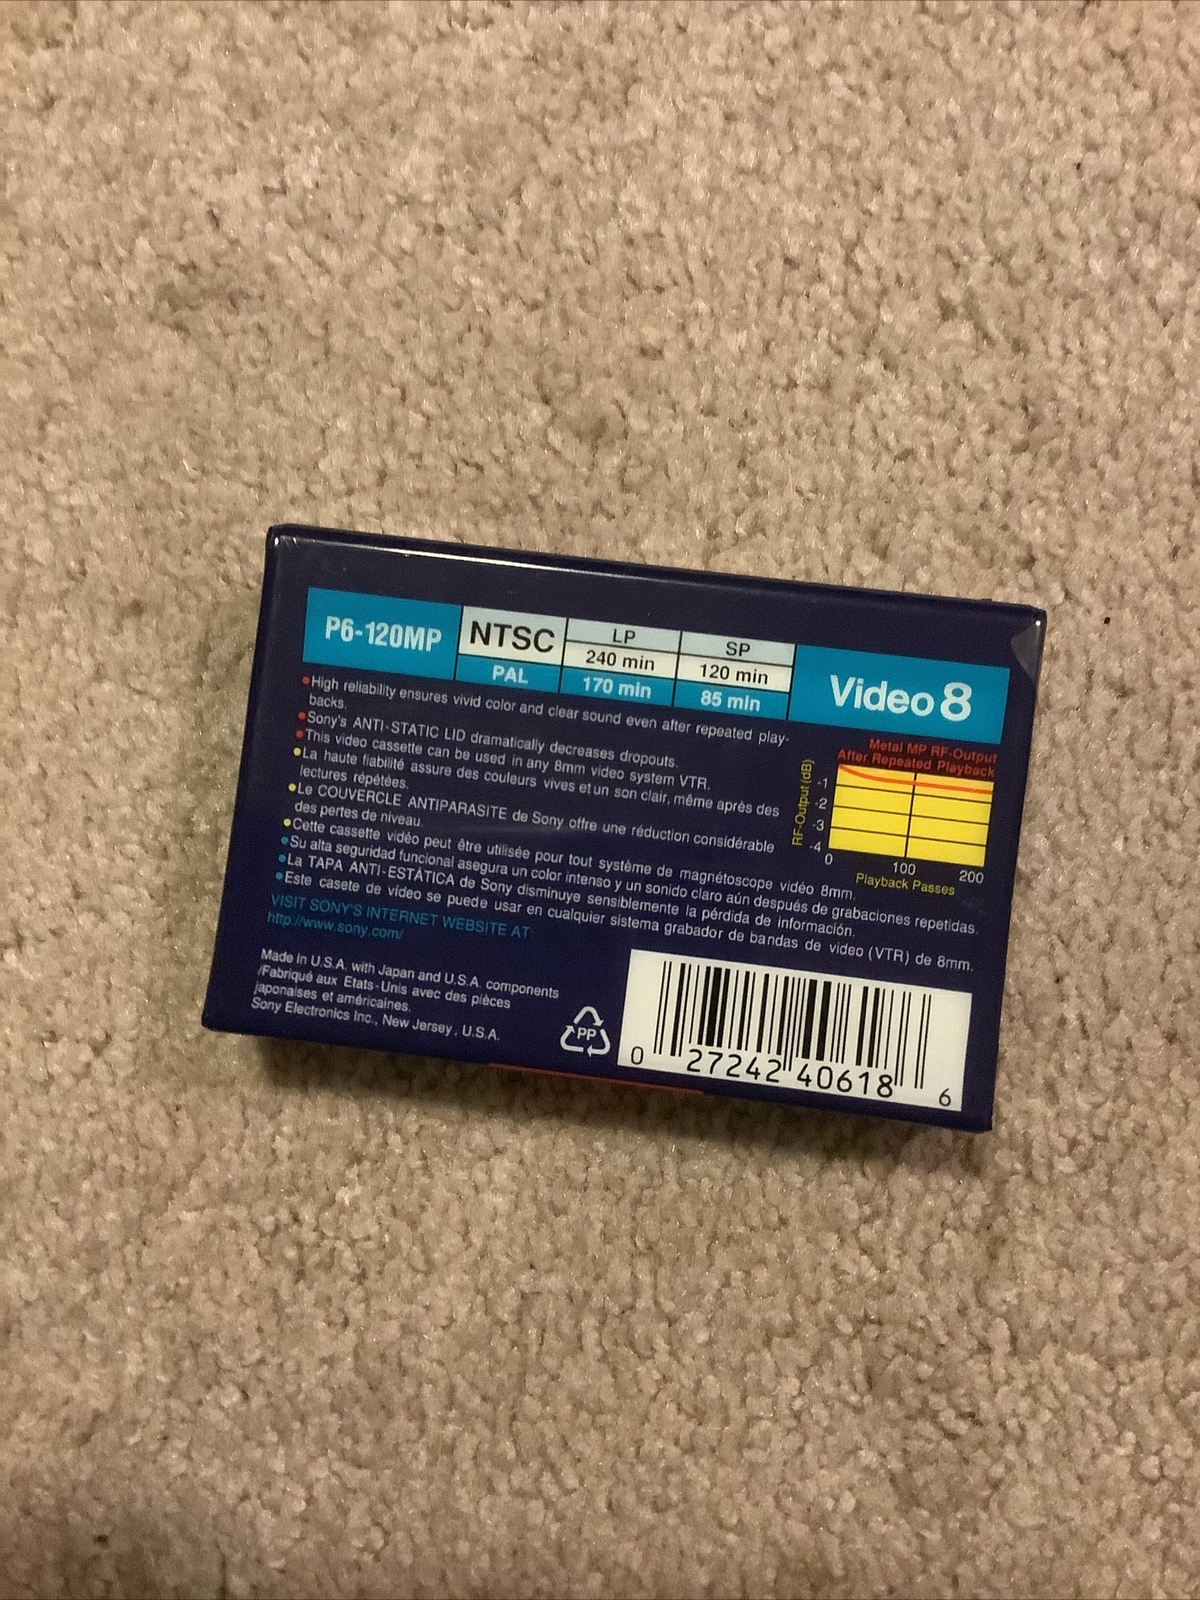 P6-120MP
NTSC
PAL
LP
240 min
170 min
SP
120 min
85 min
Video 8
•High reliability ensures vivid color and clear sound even after repeated play-
backs.
•Sony's ANTI-STATIC LID dramatically decreases dropouts.
•This video cassette can be used in any 8mm video system VTR.
•La haute fiabilité assure des couleurs vives et un son clair, même après des
lectures répétées.
•Le COUVERCLE ANTIPARASITE de Sony offre une réduction considérable
des pertes de niveau.
•Cette cassette vidéo peut être utilisée pour tout système de magnétoscope vidéo 8mm.
•Su alta seguridad funcional asegura un color intenso y un sonido claro aún después de grabaciones repetidas.
•La TAPA ANTI-ESTÁTICA de Sony disminuye sensiblemente la pérdida de información.
•Este casete de vídeo se puede usar en cualquier sistema grabador de bandas de video (VTR) de 8mm.
Metal MP RF-Output
After Repeated Playback
RF-Output (dB)
-1
-2
-3
-4
0
100
200
Playback Passes
VISIT SONY'S INTERNET WEBSITE AT:
http://www.sony.com/
Made in U.S.A. with Japan and U.S.A. components
/Fabriqué aux Etats-Unis avec des pièces
japonaises et américaines.
Sony Electronics Inc., New Jersey, U.S.A.
PP
0 27242 40618 6